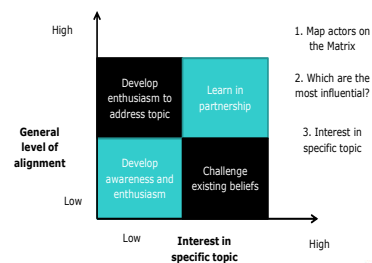 High
Develop
enthusiasm to
address topic
Learn in
partnership
General
level of
alignment
Develop
awareness and
enthusiasm
Challenge
existing beliefs
Low
Low
Interest in
specific topic
High
1. Map actors on
the Matrix
2. Which are the
most influential?
3. Interest in
specific topic